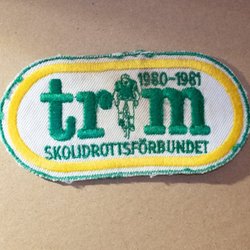 1980-1981
trim
SKOLIDROTTSFÖRBUNDET